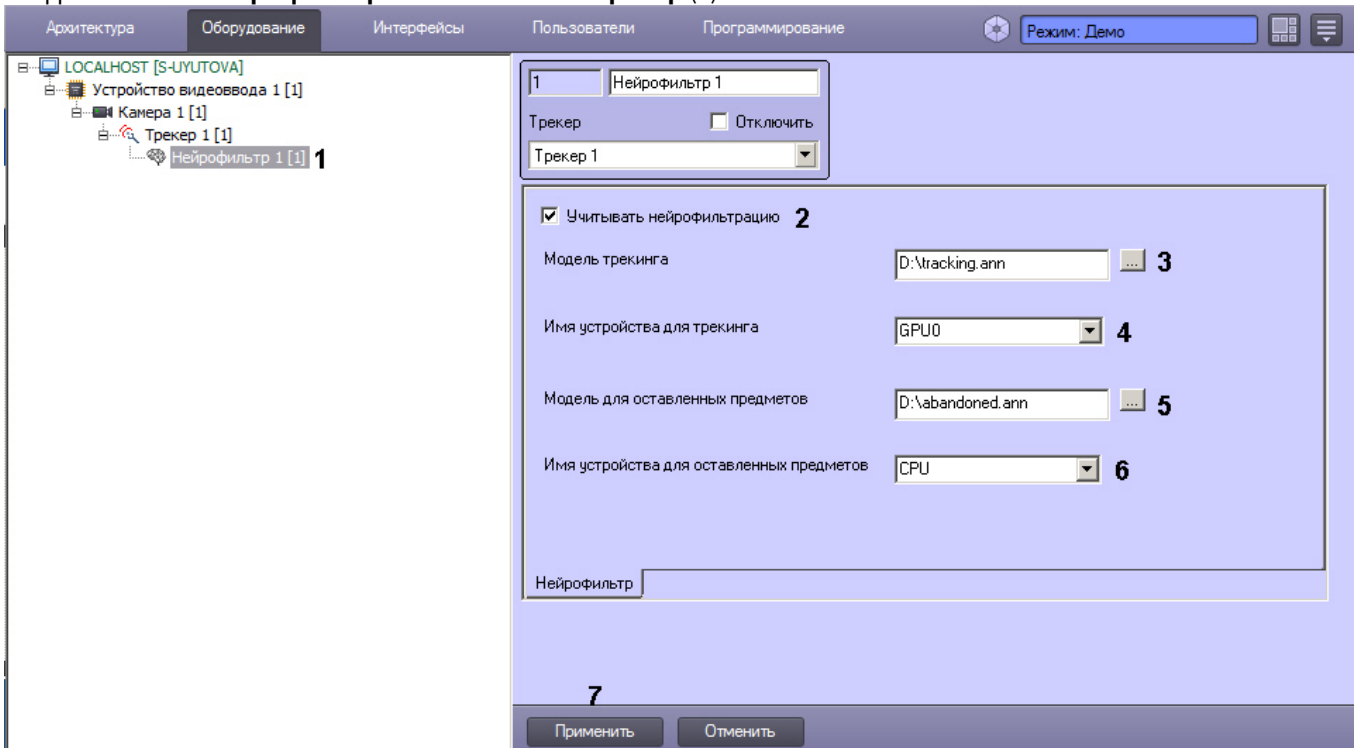 Архитектура Оборудование Интерфейсы Пользователи Программирование Режим: Демо
LOCALHOST [S-UYUTOVA]
Устройство видеоввода 1 [1]
Камера 1 [1]
Трекер 1 [1]
Нейрофильтр 1 [1] 1
1 Нейрофильтр 1
Трекер Отключить
Трекер 1
Учитывать нейрофильтрацию 2
Модель трекинга D:\tracking.ann ... 3
Имя устройства для трекинга GPU0 4
Модель для оставленных предметов D:\abandoned.ann ... 5
Имя устройства для оставленных предметов CPU 6
Нейрофильтр
7
Применить Отменить